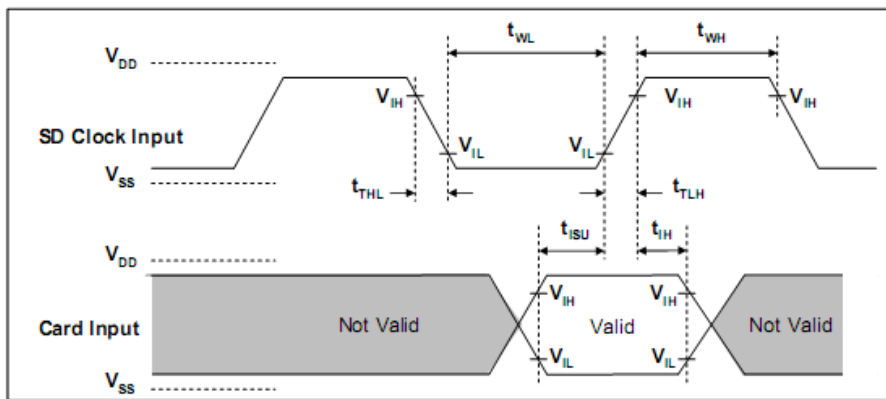 t_WL t_WH
V_DD
V_IH V_IH V_IH
SD Clock Input
V_IL V_IL
V_SS
t_THL t_TLH
t_ISU t_IH
V_DD
V_IH V_IH
Card Input Not Valid Valid Not Valid
V_IL V_IL
V_SS